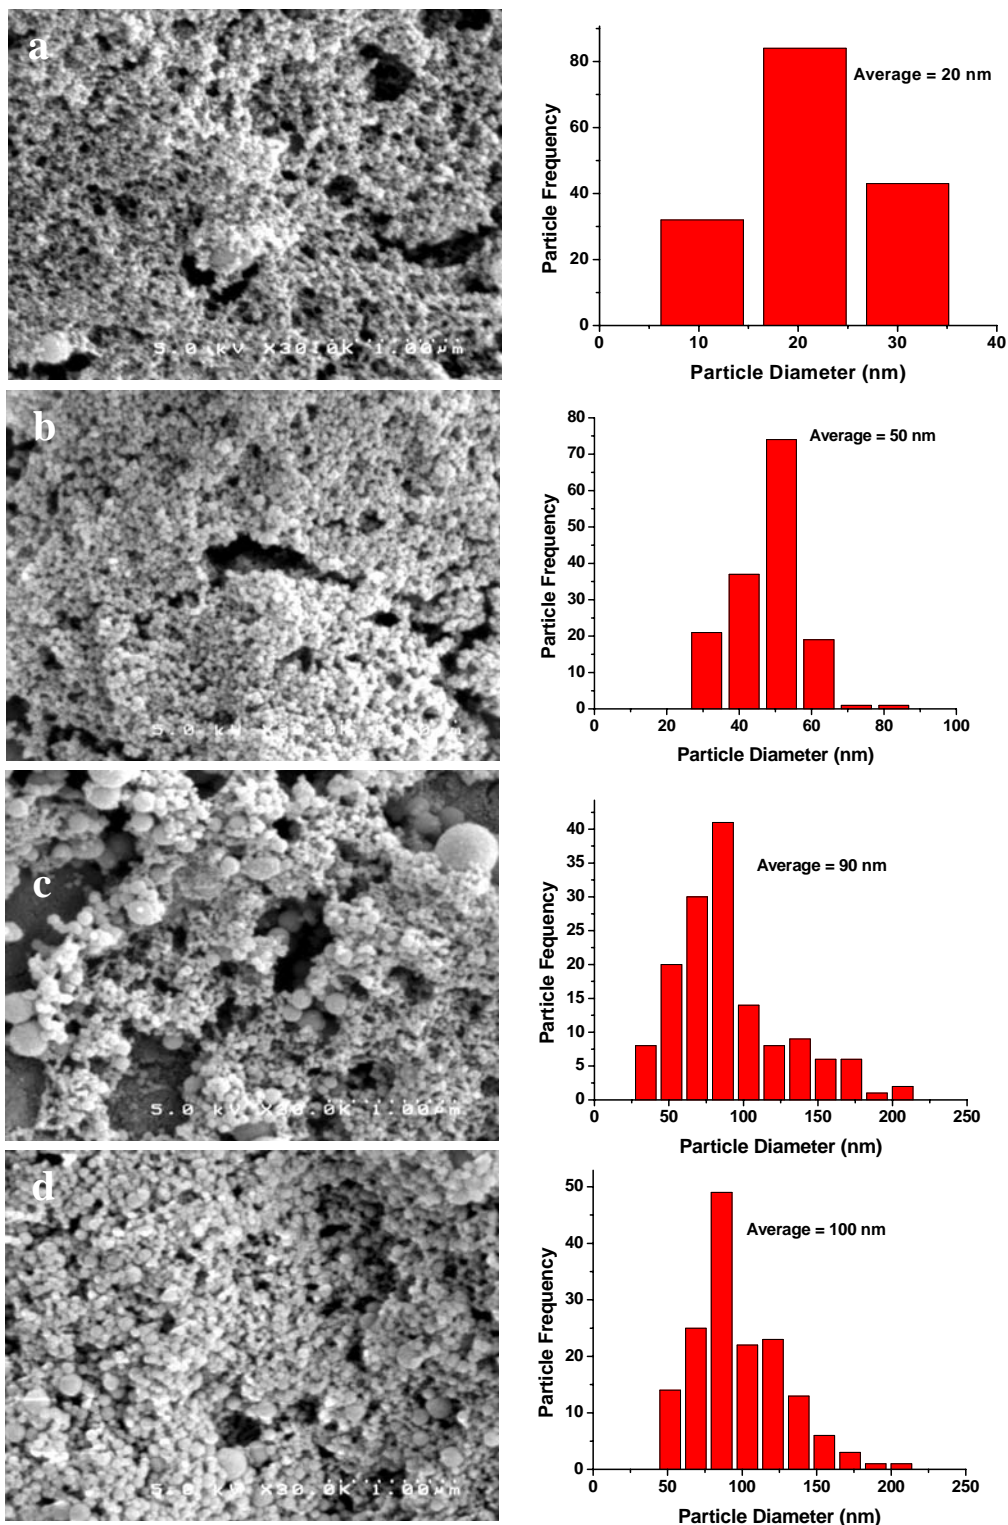 a
5.0 kV X30.0K 1.00µm
Particle Frequency
80
60
40
20
0
Average = 20 nm
0 10 20 30 40
Particle Diameter (nm)
b
Particle Frequency
80
70
60
50
40
30
20
10
0
Average = 50 nm
0 20 40 60 80 100
Particle Diameter (nm)
c
5.0 kV X30.0K 1.00µm
Particle Fequency
40
35
30
25
20
15
10
5
0
Average = 90 nm
0 50 100 150 200 250
Particle Diameter (nm)
d
Particle Frequency
50
40
30
20
10
0
Average = 100 nm
0 50 100 150 200 250
Particle Diameter (nm)